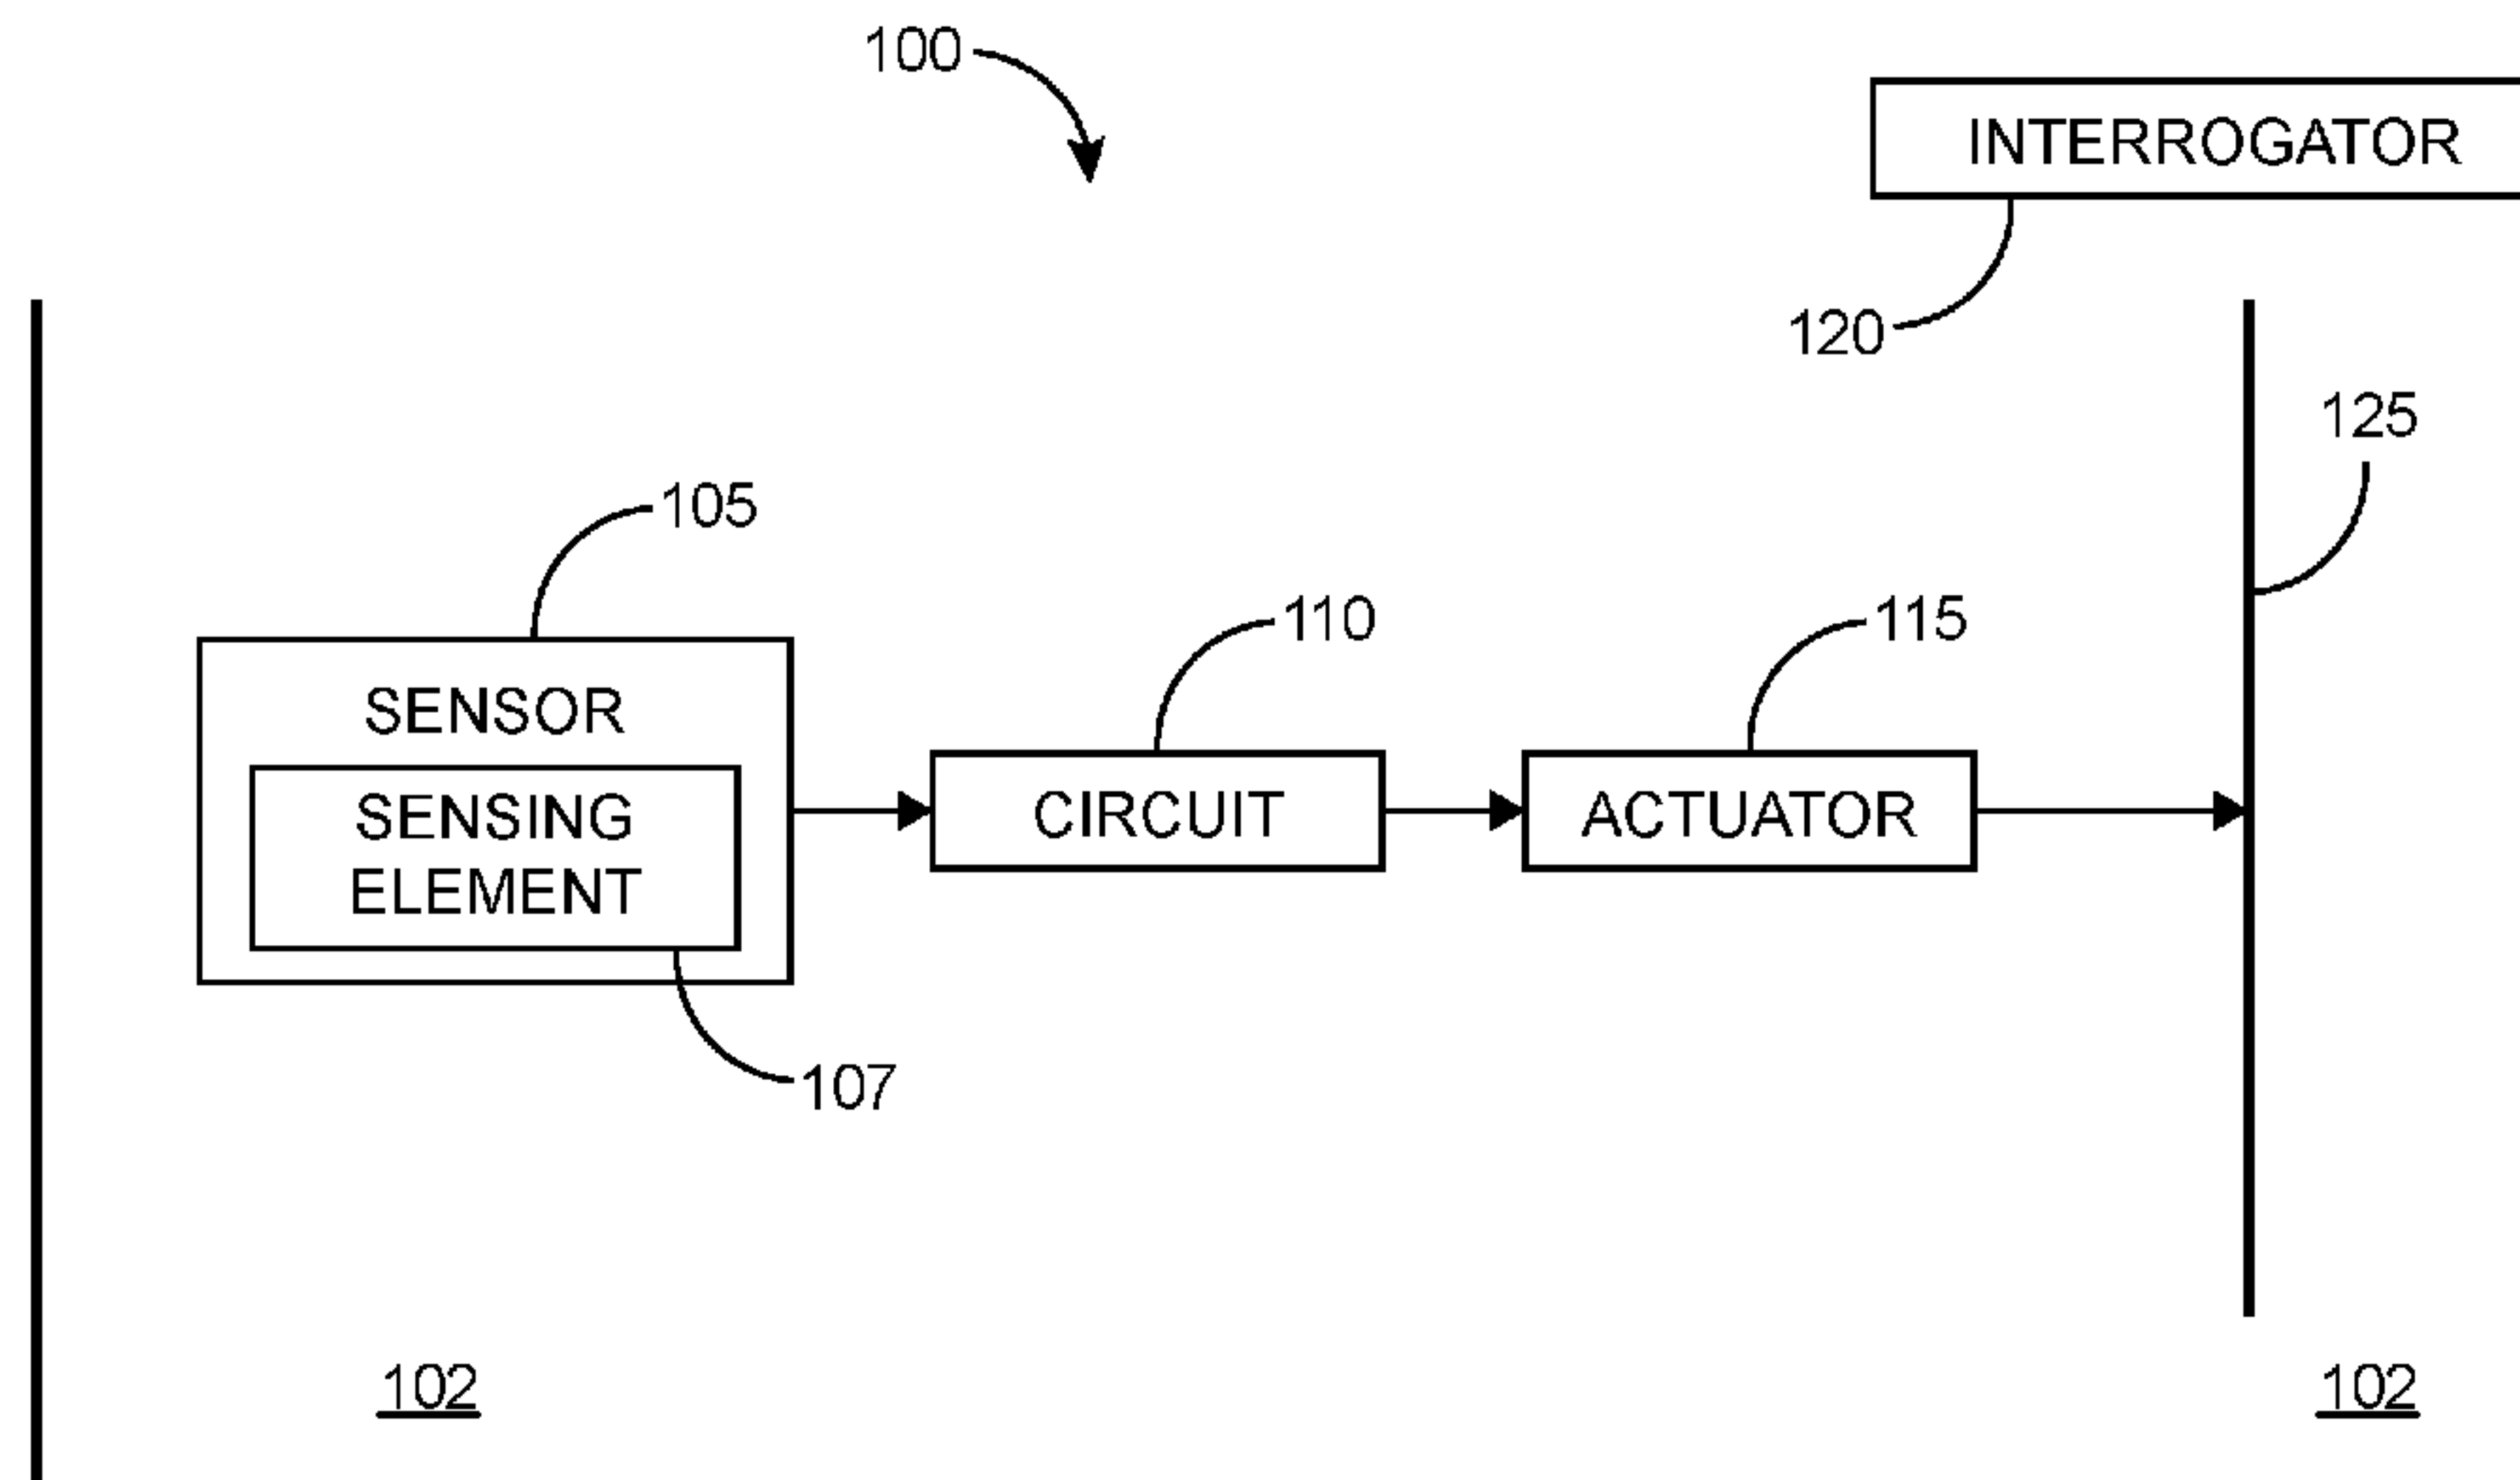 100
INTERROGATOR
120
125
105
110
115
SENSOR
SENSING
ELEMENT
CIRCUIT
ACTUATOR
107
102
102